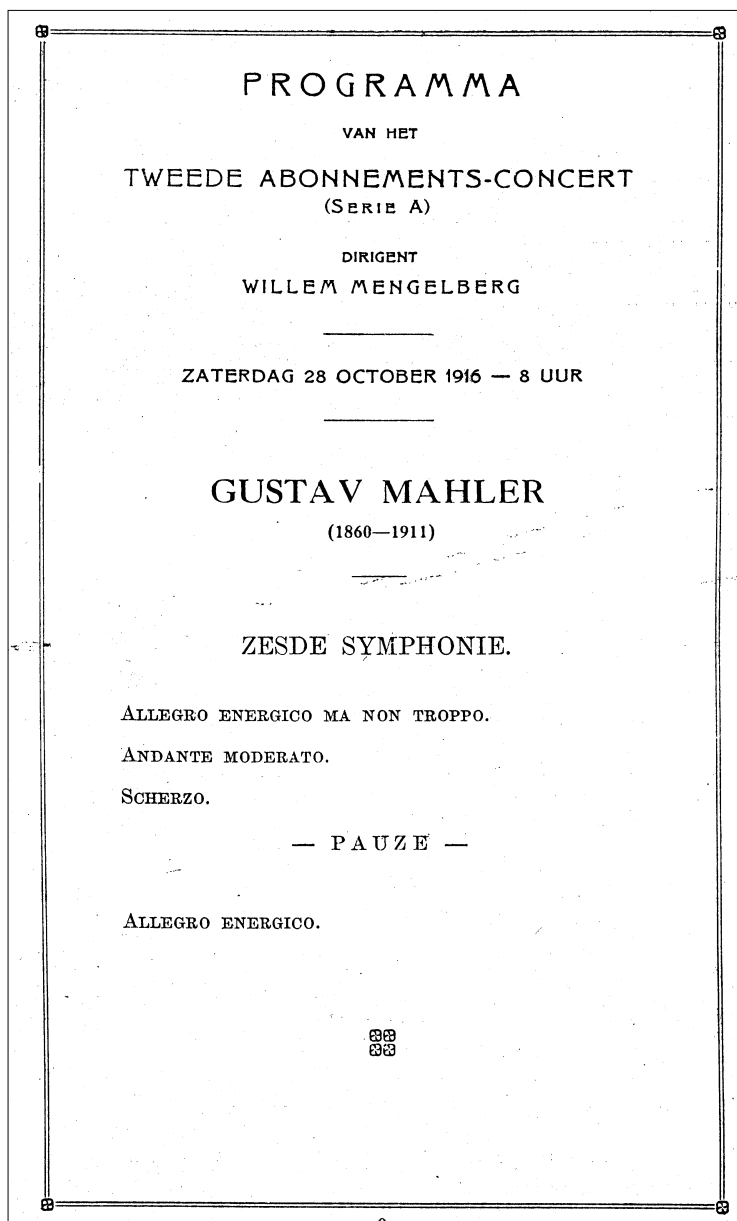 PROGRAMMA
VAN HET
TWEEDE ABONNEMENTS-CONCERT
(SERIE A)
DIRIGENT
WILLEM MENGELBERG
ZATERDAG 28 OCTOBER 1916 — 8 UUR
GUSTAV MAHLER
(1860—1911)
ZESDE SYMPHONIE.
ALLEGRO ENERGICO MA NON TROPPO.
ANDANTE MODERATO.
SCHERZO.
— PAUZE —
ALLEGRO ENERGICO.